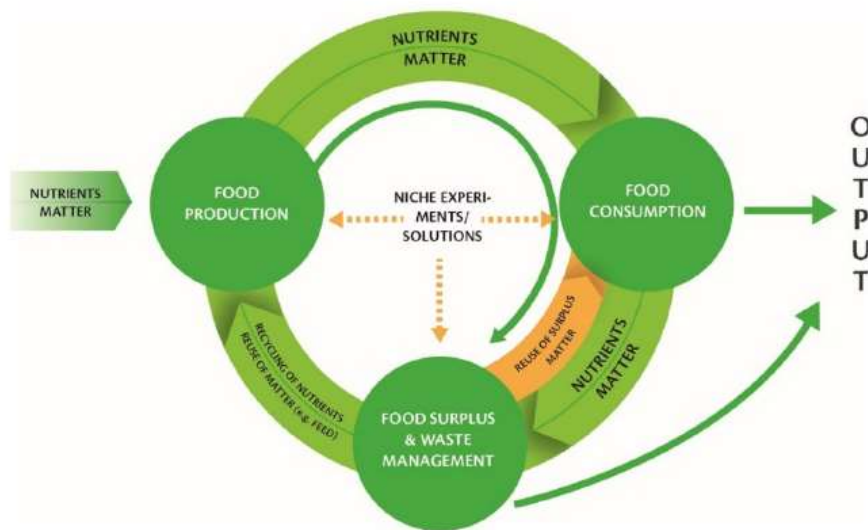 NUTRIENTS
MATTER
NUTRIENTS
MATTER
FOOD
PRODUCTION
NICHE EXPERI-
MENTS/
SOLUTIONS
FOOD
CONSUMPTION
OUTPUT
RECYCLING OF NUTRIENTS
REUSE OF MATTER (e.g. FEED)
REUSE OF SURPLUS
MATTER
NUTRIENTS
MATTER
FOOD SURPLUS
& WASTE
MANAGEMENT